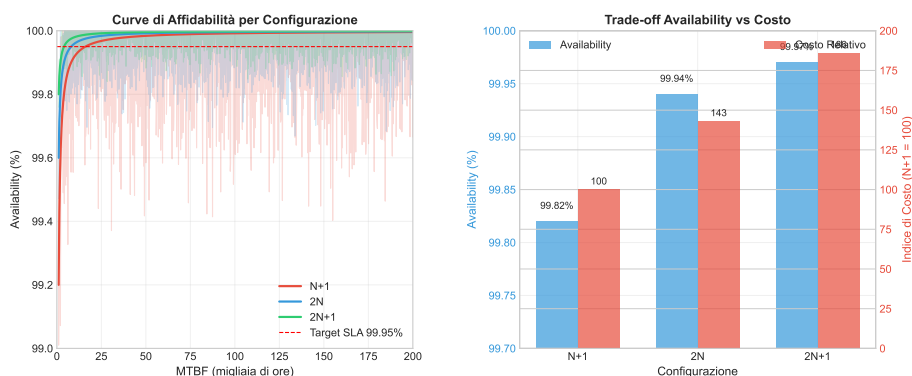 Curve di Affidabilità per Configurazione
100.0
99.8
99.6
99.4
99.2
99.0
Availability (%)
N+1
2N
2N+1
Target SLA 99.95%
0 25 50 75 100 125 150 175 200
MTBF (migliaia di ore)
Trade-off Availability vs Costo
Availability
Costo Relativo
100.00
99.95
99.90
99.85
99.80
99.75
99.70
Availability (%)
99.82%
100
99.94%
143
99.97%
200
175
150
125
100
75
50
25
0
Indice di Costo (N+1 = 100)
N+1 2N 2N+1
Configurazione